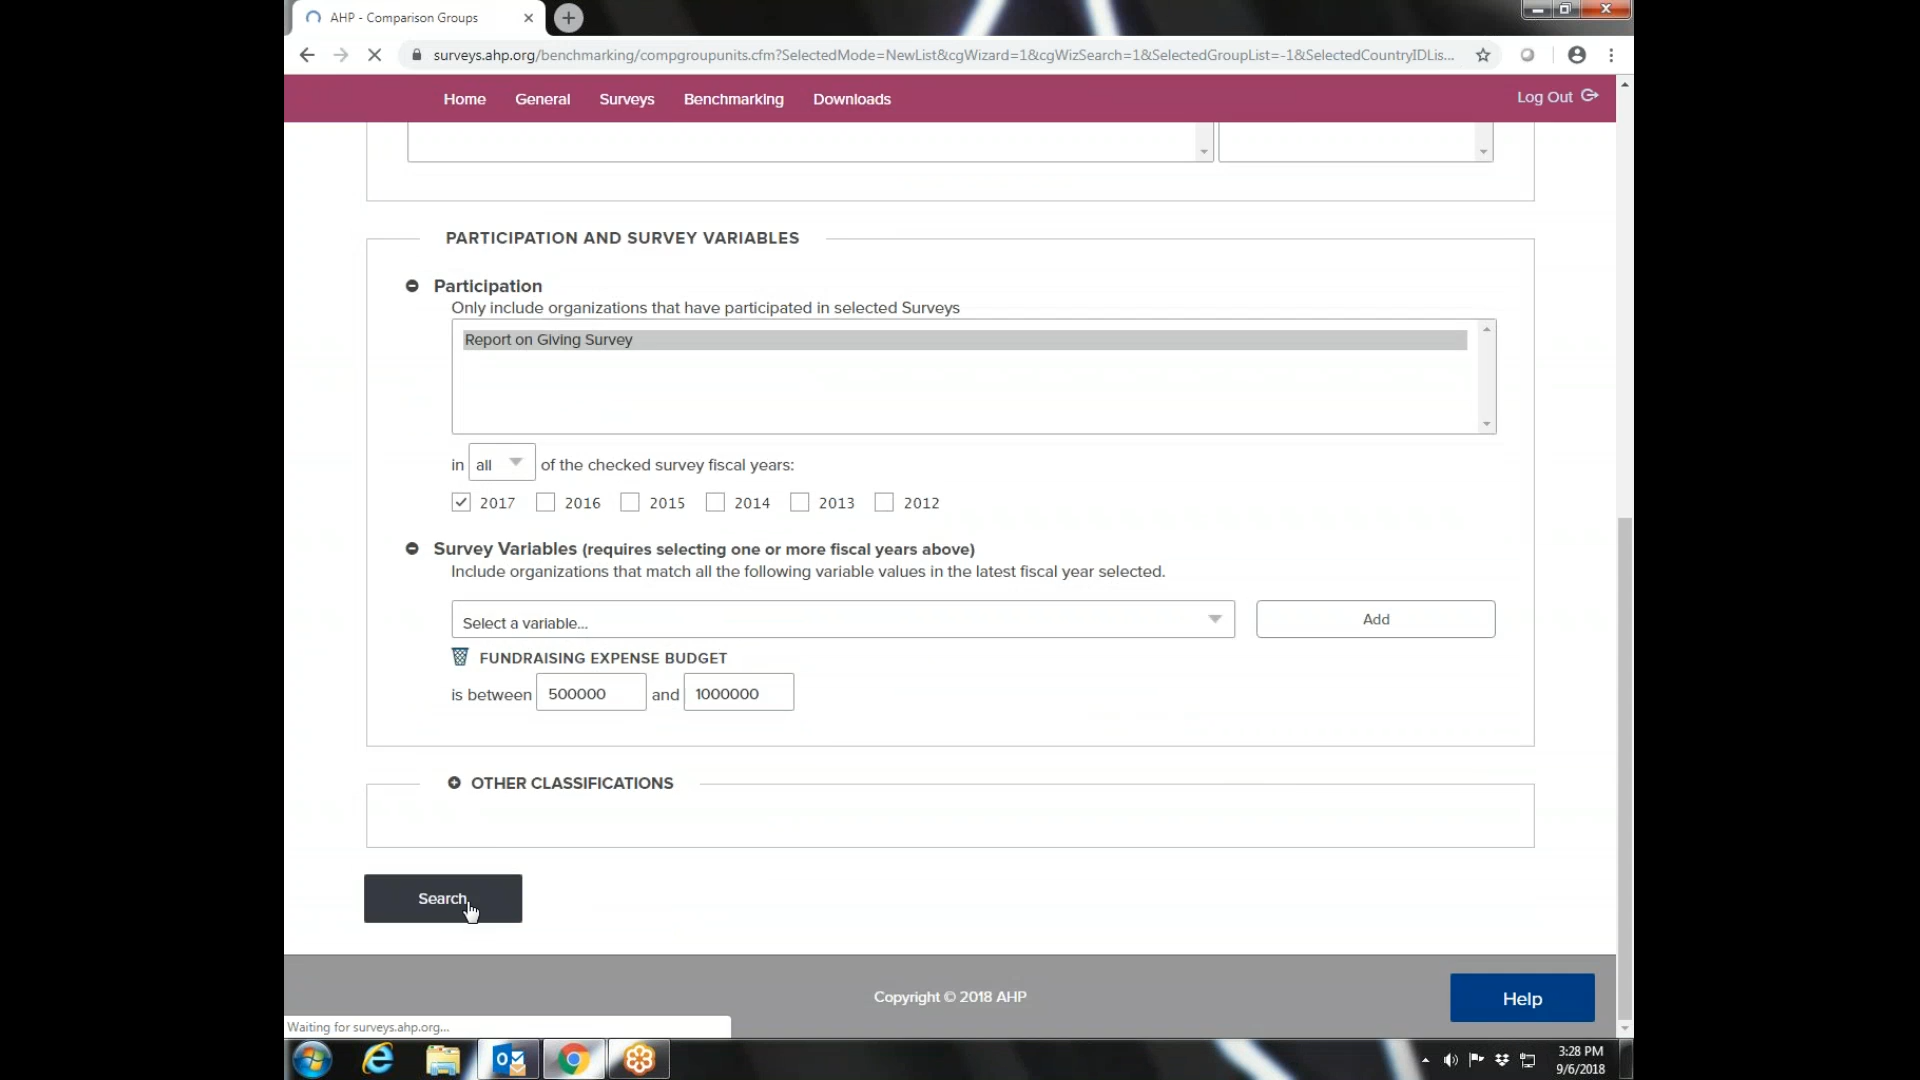 AHP - Comparison Groups
surveys.ahp.org/benchmarking/compgroupunits.cfm?SelectedMode=NewList&cgWizard=1&cgWizSearch=1&SelectedGroupList=-1&SelectedCountryIDLis...
Home General Surveys Benchmarking Downloads Log Out
PARTICIPATION AND SURVEY VARIABLES
Participation
Only include organizations that have participated in selected Surveys
Report on Giving Survey
in all of the checked survey fiscal years:
2017 2016 2015 2014 2013 2012
Survey Variables (requires selecting one or more fiscal years above)
Include organizations that match all the following variable values in the latest fiscal year selected.
Select a variable... Add
FUNDRAISING EXPENSE BUDGET
is between 500000 and 1000000
OTHER CLASSIFICATIONS
Search
Copyright © 2018 AHP
Help
Waiting for surveys.ahp.org...
3:28 PM
9/6/2018